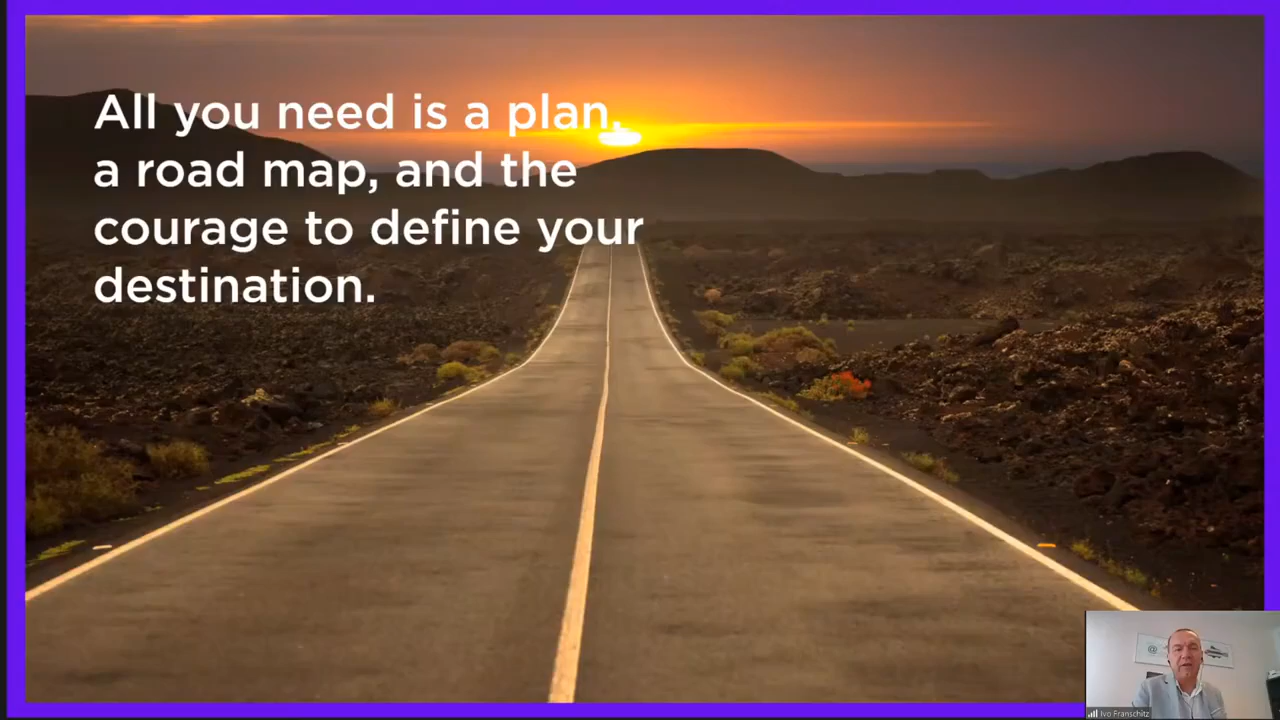 All you need is a plan,
a road map, and the
courage to define your
destination.
@
Ivo Franschitz